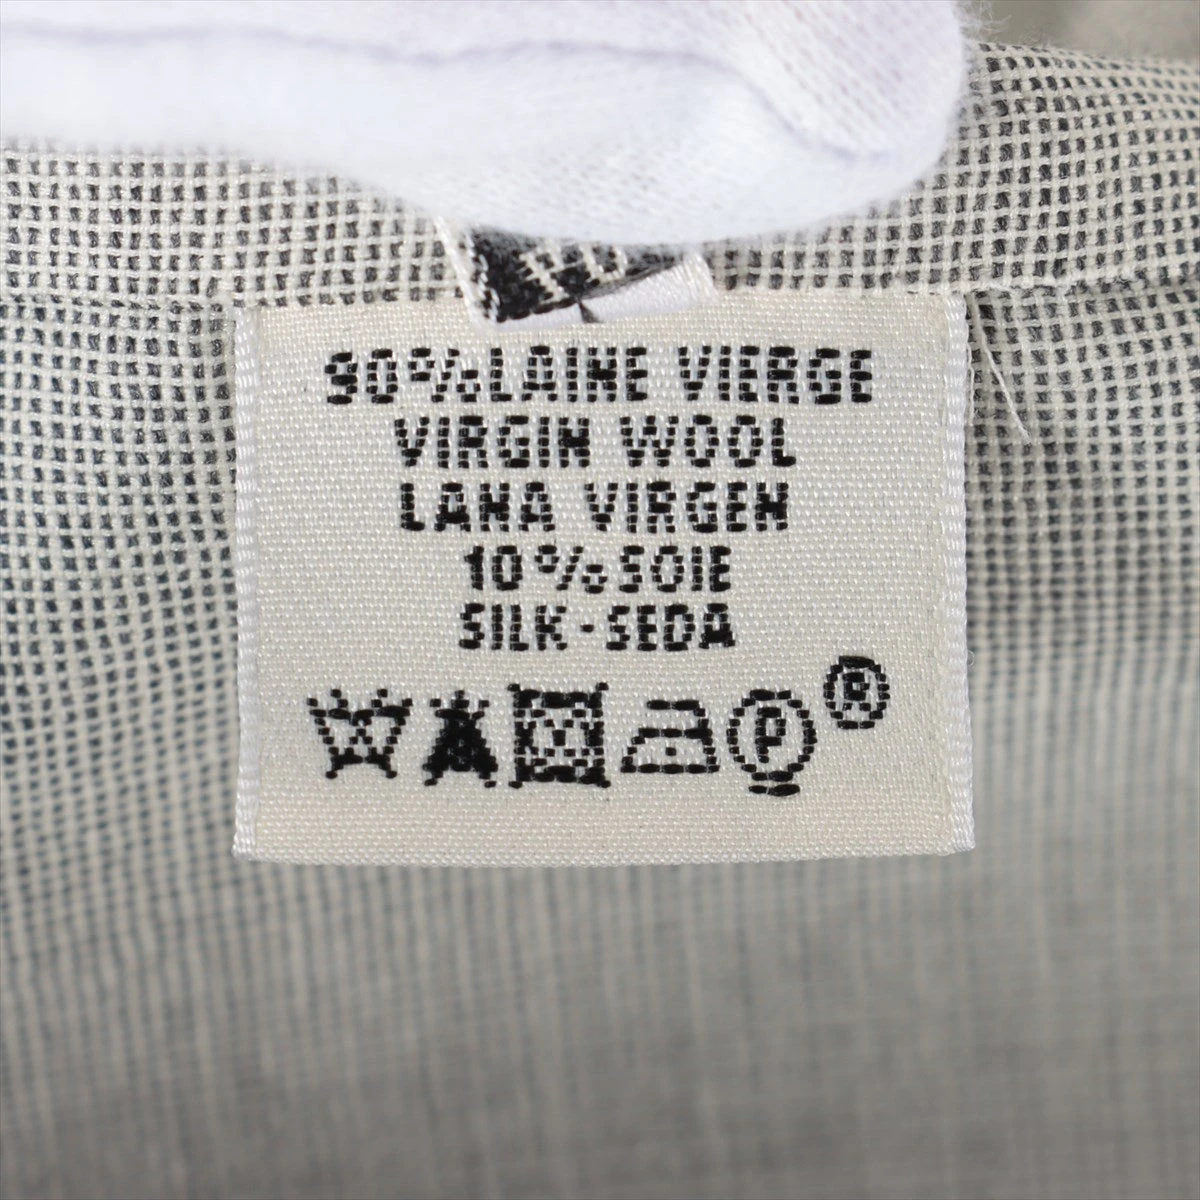 90% LAINE VIERGE
VIRGIN WOOL
LANA VIRGEN
10% SOIE
SILK · SEDA
P ®